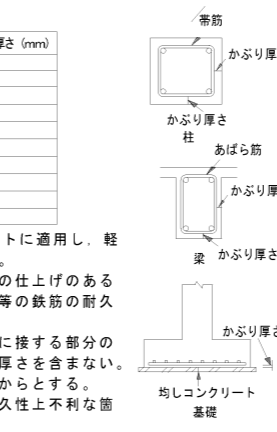 さ (mm)
帯筋
かぶり厚
かぶり厚さ
柱
あばら筋
かぶり厚
かぶり厚さ
梁
トに適用し，軽
。
の仕上げのある
等の鉄筋の耐久
に接する部分の
厚さを含まない。
からとする。
久性上不利な箇
かぶり厚さ
均しコンクリート
基礎